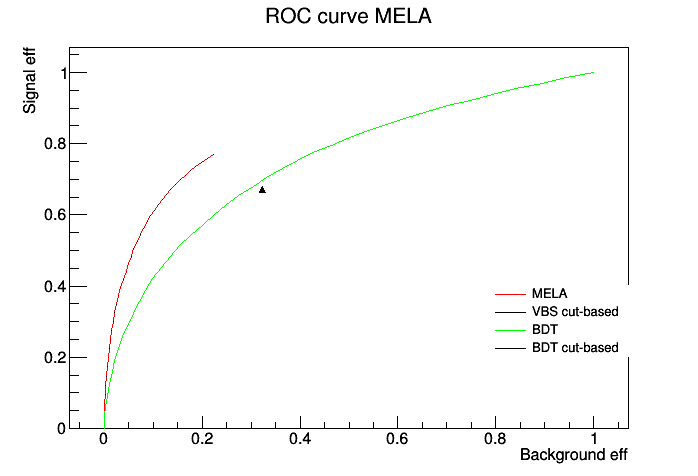 ROC curve MELA
Signal eff
1
0.8
0.6
0.4
0.2
0
0 0.2 0.4 0.6 0.8 1
Background eff
MELA
VBS cut-based
BDT
BDT cut-based